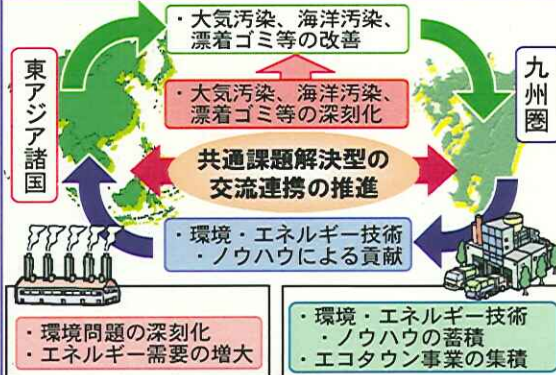 ・大気汚染、海洋汚染、
漂着ゴミ等の改善
東アジア諸国
九州圏
・大気汚染、海洋汚染、
漂着ゴミ等の深刻化
共通課題解決型の
交流連携の推進
・環境・エネルギー技術
・ノウハウによる貢献
・環境問題の深刻化
・エネルギー需要の増大
・環境・エネルギー技術
・ノウハウの蓄積
・エコタウン事業の集積